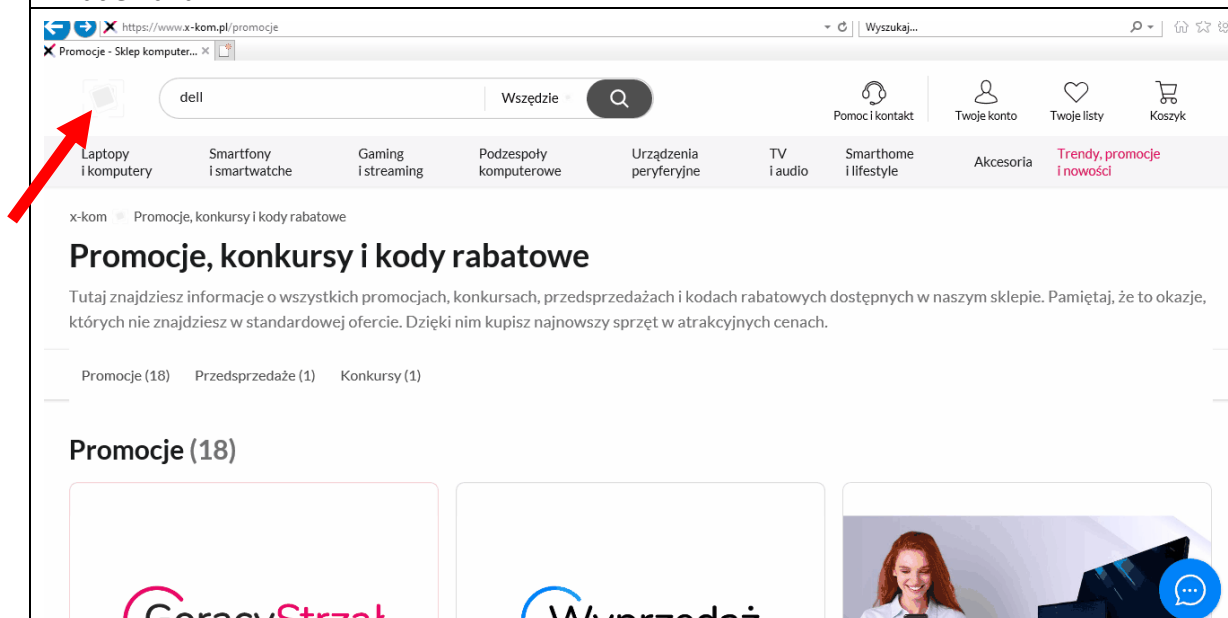 https://www.x-kom.pl/promocje
Wyszukaj...
Promocje - Sklep komputer...
dell
Wszędzie
Pomoc i kontakt
Twoje konto
Twoje listy
Koszyk
Laptopy
i komputery
Smartfony
i smartwatche
Gaming
i streaming
Podzespoły
komputerowe
Urządzenia
peryferyjne
TV
i audio
Smarthome
i lifestyle
Akcesoria
Trendy, promocje
i nowości
x-kom Promocje, konkursy i kody rabatowe
Promocje, konkursy i kody rabatowe
Tutaj znajdziesz informacje o wszystkich promocjach, konkursach, przedsprzedażach i kodach rabatowych dostępnych w naszym sklepie. Pamiętaj, że to okazje,
których nie znajdziesz w standardowej ofercie. Dzięki nim kupisz najnowszy sprzęt w atrakcyjnych cenach.
Promocje (18) Przedsprzedaże (1) Konkursy (1)
Promocje (18)
Gorący Strzał
Wyprzedaż